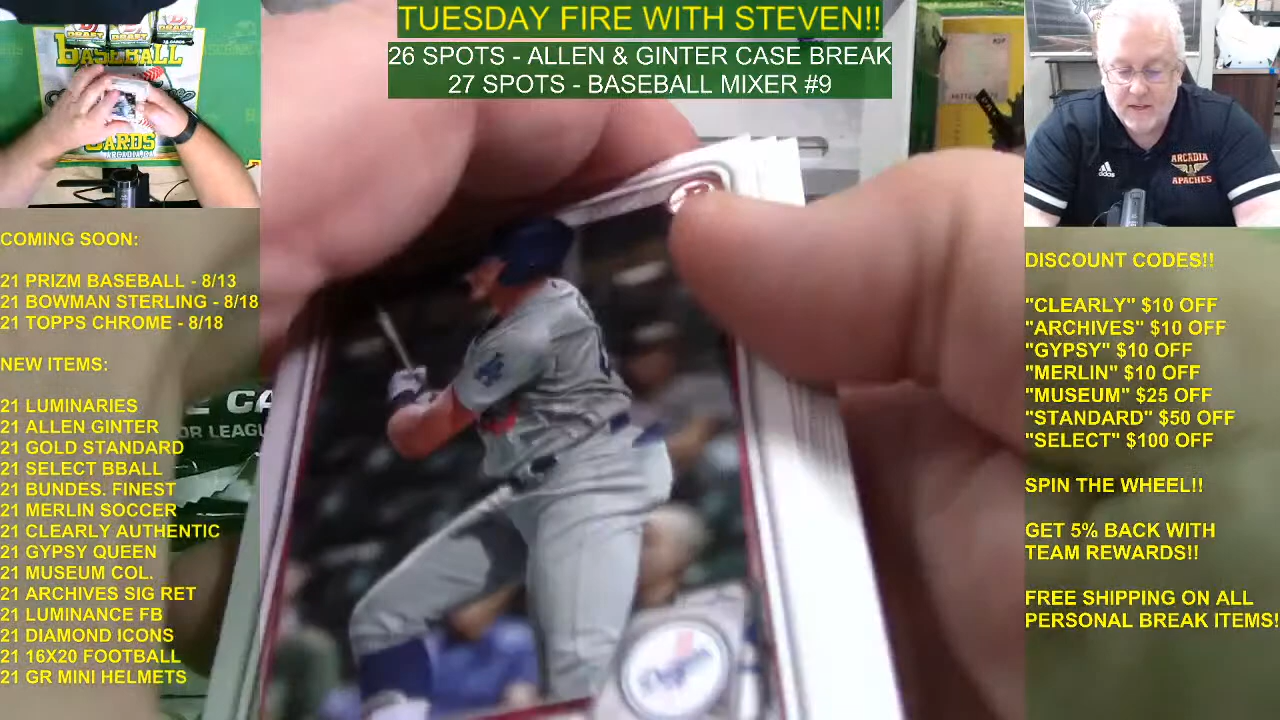 TUESDAY FIRE WITH STEVEN!!
26 SPOTS - ALLEN & GINTER CASE BREAK
27 SPOTS - BASEBALL MIXER #9
BASEBALL
CARDS
ARCADIA
APACHES
adidas
COMING SOON:
21 PRIZM BASEBALL - 8/13
21 BOWMAN STERLING - 8/18
21 TOPPS CHROME - 8/18
NEW ITEMS:
21 LUMINARIES
21 ALLEN GINTER
21 GOLD STANDARD
21 SELECT BBALL
21 BUNDES. FINEST
21 MERLIN SOCCER
21 CLEARLY AUTHENTIC
21 GYPSY QUEEN
21 MUSEUM COL.
21 ARCHIVES SIG RET
21 LUMINANCE FB
21 DIAMOND ICONS
21 16X20 FOOTBALL
21 GR MINI HELMETS
LA
Dodgers
DISCOUNT CODES!!
"CLEARLY" $10 OFF
"ARCHIVES" $10 OFF
"GYPSY" $10 OFF
"MERLIN" $10 OFF
"MUSEUM" $25 OFF
"STANDARD" $50 OFF
"SELECT" $100 OFF
SPIN THE WHEEL!!
GET 5% BACK WITH
TEAM REWARDS!!
FREE SHIPPING ON ALL
PERSONAL BREAK ITEMS!